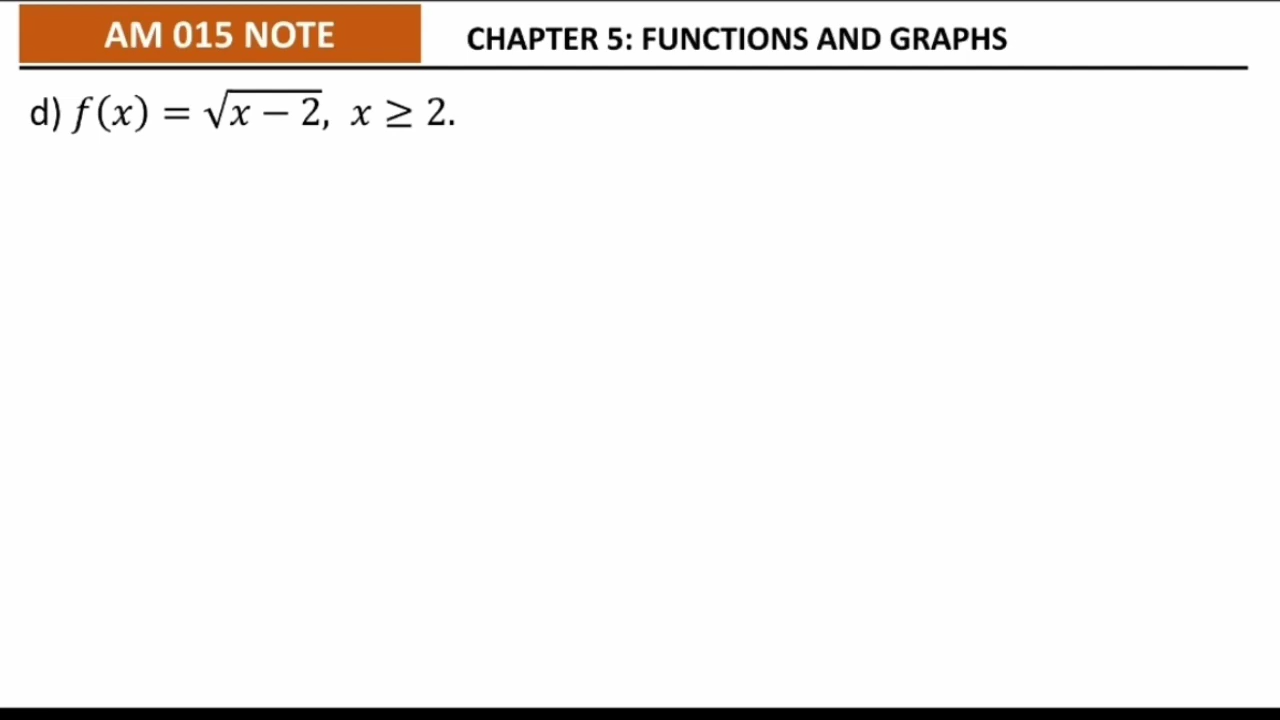 AM 015 NOTE
CHAPTER 5: FUNCTIONS AND GRAPHS
d) f(x) = √(x − 2), x ≥ 2.